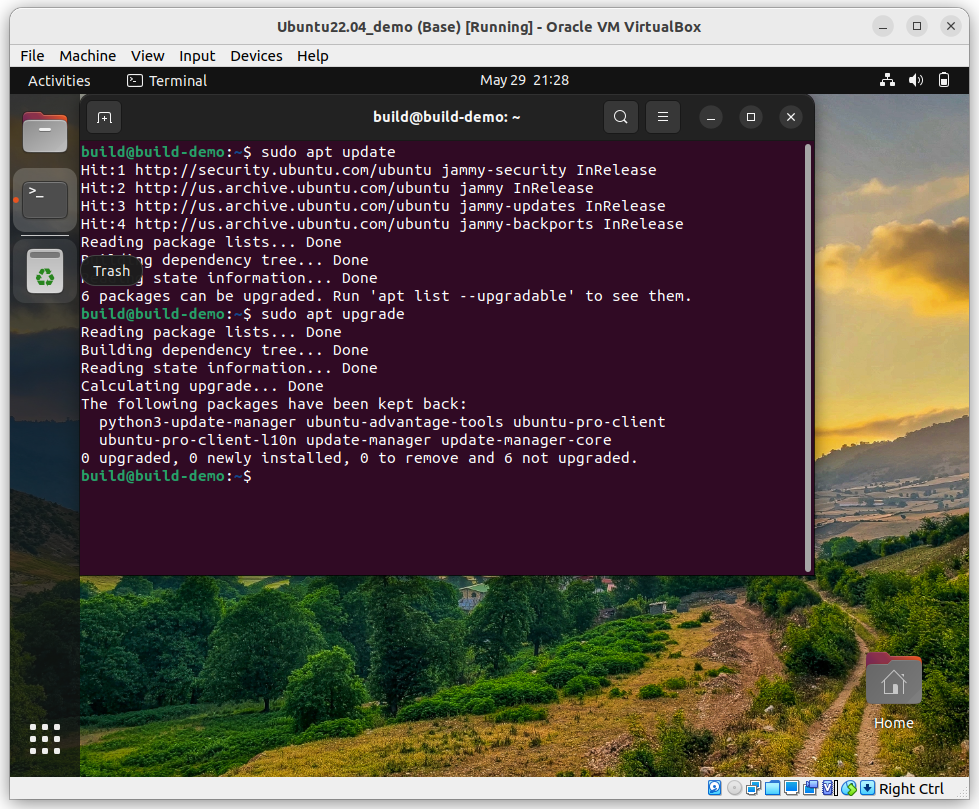 Ubuntu22.04_demo (Base) [Running] - Oracle VM VirtualBox
File Machine View Input Devices Help
Activities Terminal May 29 21:28
build@build-demo: ~
build@build-demo:~$ sudo apt update
Hit:1 http://security.ubuntu.com/ubuntu jammy-security InRelease
Hit:2 http://us.archive.ubuntu.com/ubuntu jammy InRelease
Hit:3 http://us.archive.ubuntu.com/ubuntu jammy-updates InRelease
Hit:4 http://us.archive.ubuntu.com/ubuntu jammy-backports InRelease
Reading package lists... Done
dependency tree... Done
Trash
state information... Done
6 packages can be upgraded. Run 'apt list --upgradable' to see them.
build@build-demo:~$ sudo apt upgrade
Reading package lists... Done
Building dependency tree... Done
Reading state information... Done
Calculating upgrade... Done
The following packages have been kept back:
  python3-update-manager ubuntu-advantage-tools ubuntu-pro-client
  ubuntu-pro-client-l10n update-manager update-manager-core
0 upgraded, 0 newly installed, 0 to remove and 6 not upgraded.
build@build-demo:~$
Home
Right Ctrl